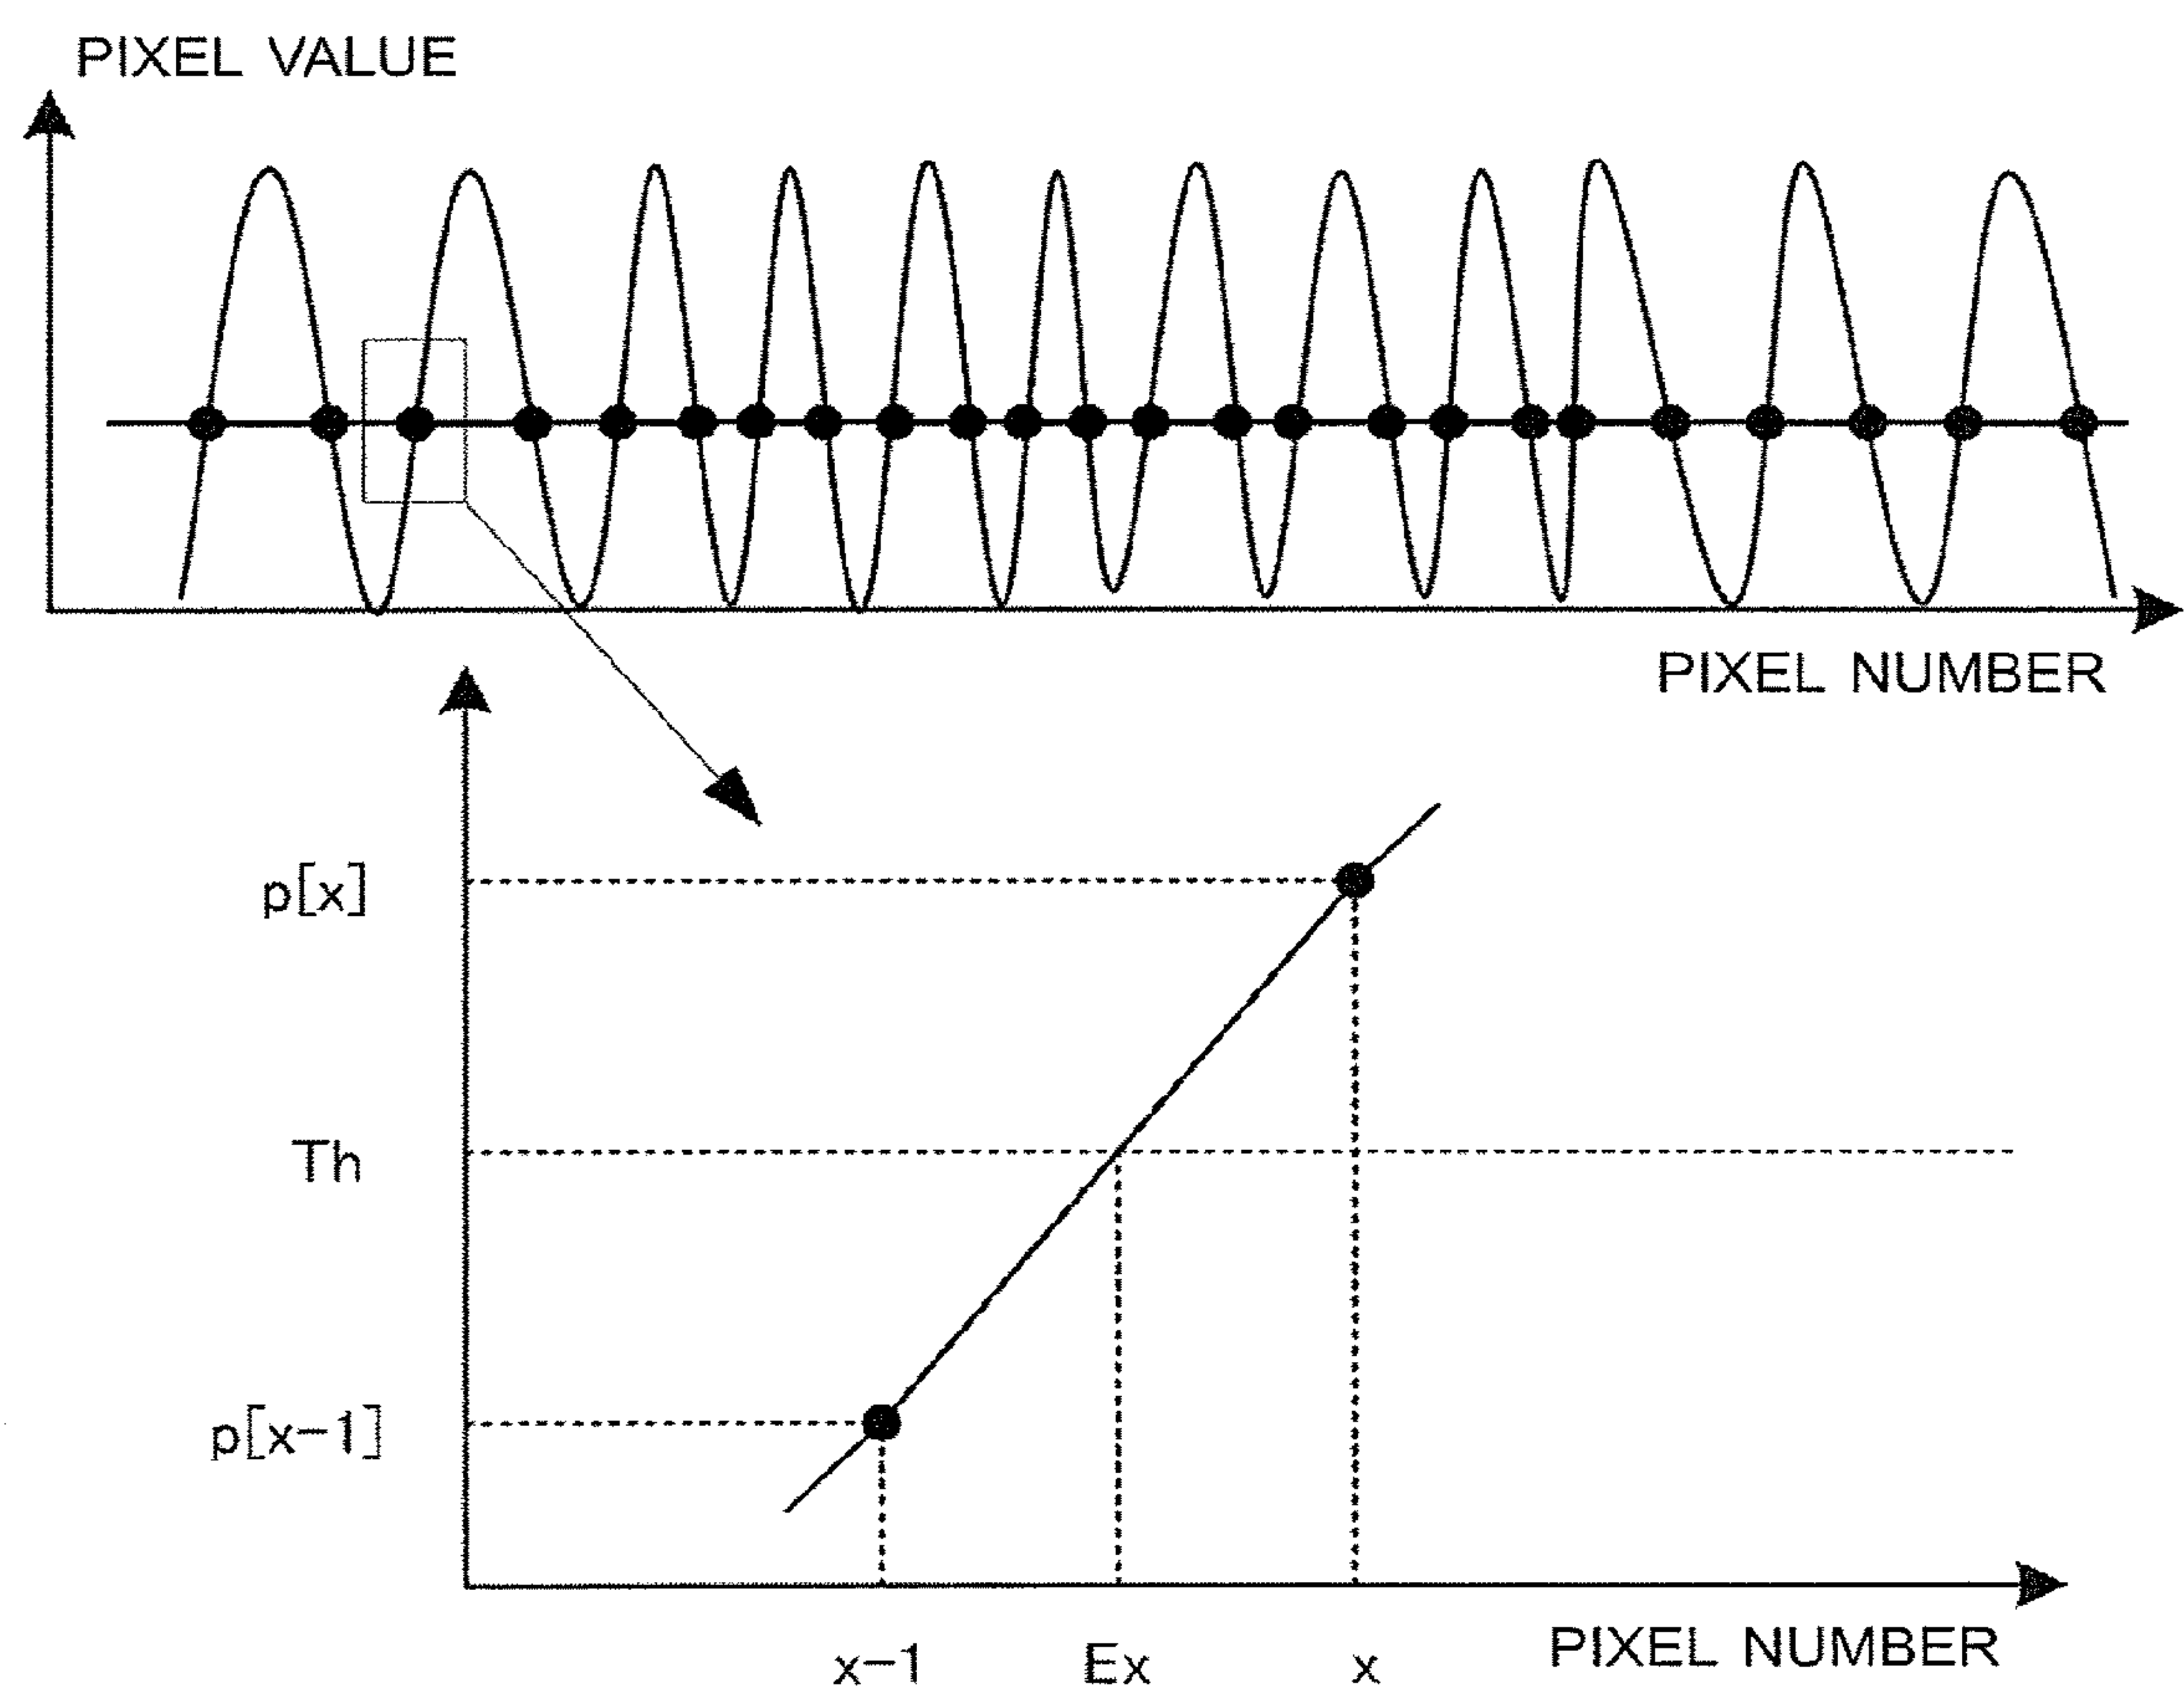 PIXEL VALUE
PIXEL NUMBER
p[x]
Th
p[x-1]
x-1 Ex x PIXEL NUMBER